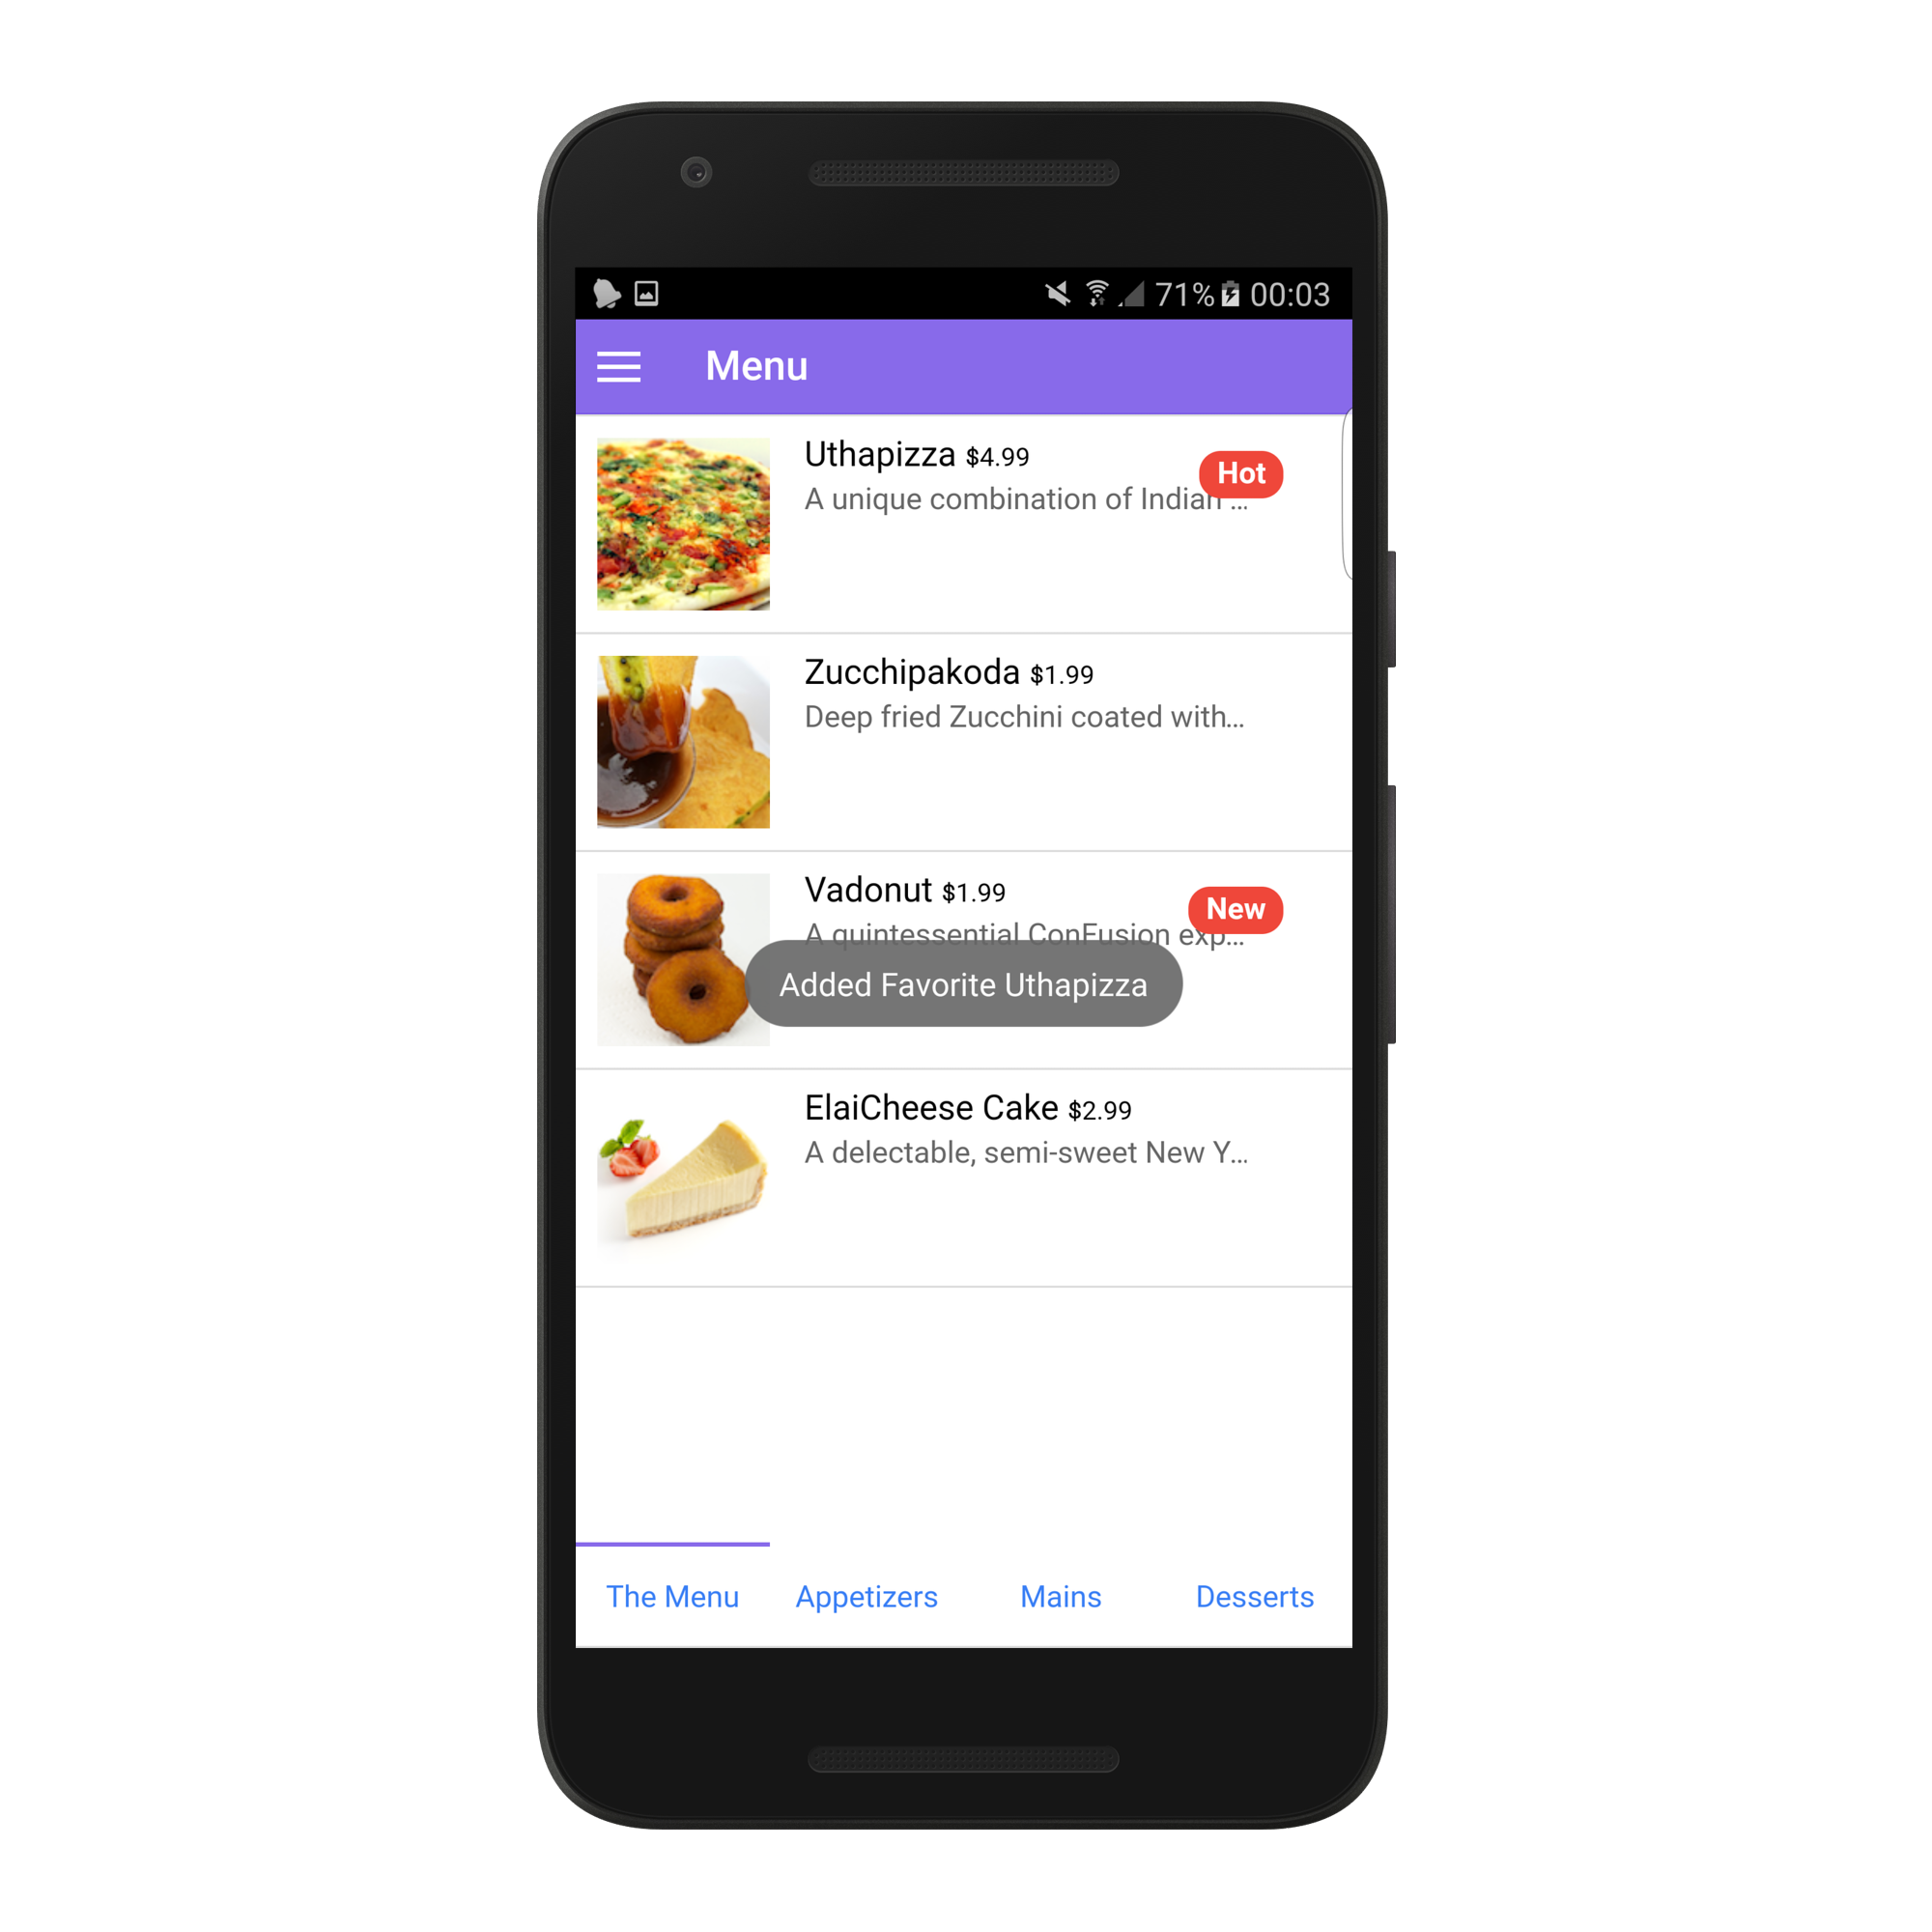 71% 00:03
Menu
Uthapizza $4.99
Hot
A unique combination of Indian ...
Zucchipakoda $1.99
Deep fried Zucchini coated with...
Vadonut $1.99
New
A quintessential ConFusion exp...
Added Favorite Uthapizza
ElaiCheese Cake $2.99
A delectable, semi-sweet New Y...
The Menu Appetizers Mains Desserts